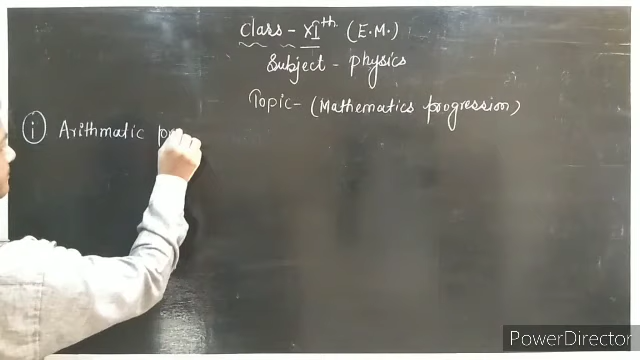 Class - XIth (E.M.)
Subject - physics
Topic - (Mathematics progression)
(i) Arithmatic
PowerDirector